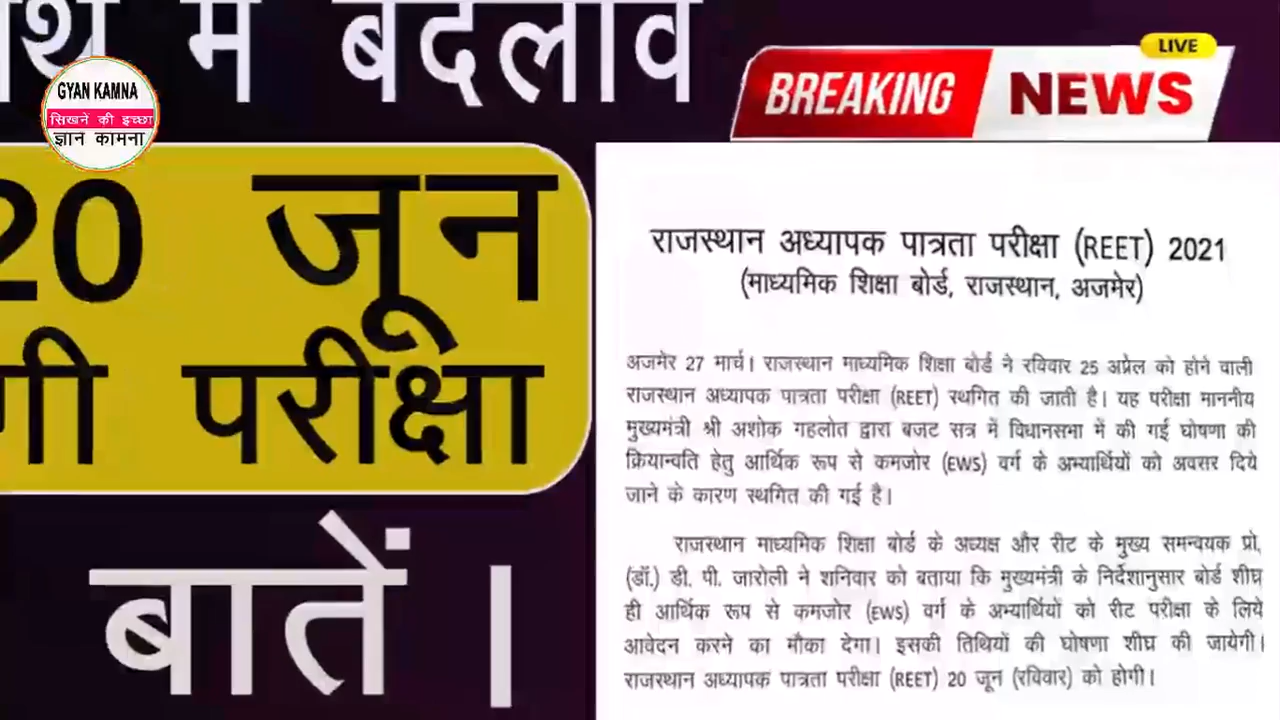 में बदलाव
GYAN KAMNA
सिखने की इच्छा
ज्ञान कामना
LIVE
BREAKING NEWS
20 जून
परीक्षा
बातें।
राजस्थान अध्यापक पात्रता परीक्षा (REET) 2021
(माध्यमिक शिक्षा बोर्ड, राजस्थान, अजमेर)
अजमेर 27 मार्च। राजस्थान माध्यमिक शिक्षा बोर्ड ने रविवार 25 अप्रेल को होने वाली
राजस्थान अध्यापक पात्रता परीक्षा (REET) स्थगित की जाती है। यह परीक्षा माननीय
मुख्यमंत्री श्री अशोक गहलोत द्वारा बजट सत्र में विधानसभा में की गई घोषणा की
क्रियान्वति हेतु आर्थिक रूप से कमजोर (EWS) वर्ग के अभ्यार्थियों को अवसर दिये
जाने के कारण स्थगित की गई है।
राजस्थान माध्यमिक शिक्षा बोर्ड के अध्यक्ष और रीट के मुख्य समन्वयक प्रो.
(डॉ.) डी. पी. जारोली ने शनिवार को बताया कि मुख्यमंत्री के निर्देशानुसार बोर्ड शीघ्र
ही आर्थिक रूप से कमजोर (EWS) वर्ग के अभ्यार्थियों को रीट परीक्षा के लिये
आवेदन करने का मौका देगा। इसकी तिथियों की घोषणा शीघ्र की जायेगी।
राजस्थान अध्यापक पात्रता परीक्षा (REET) 20 जून (रविवार) को होगी।